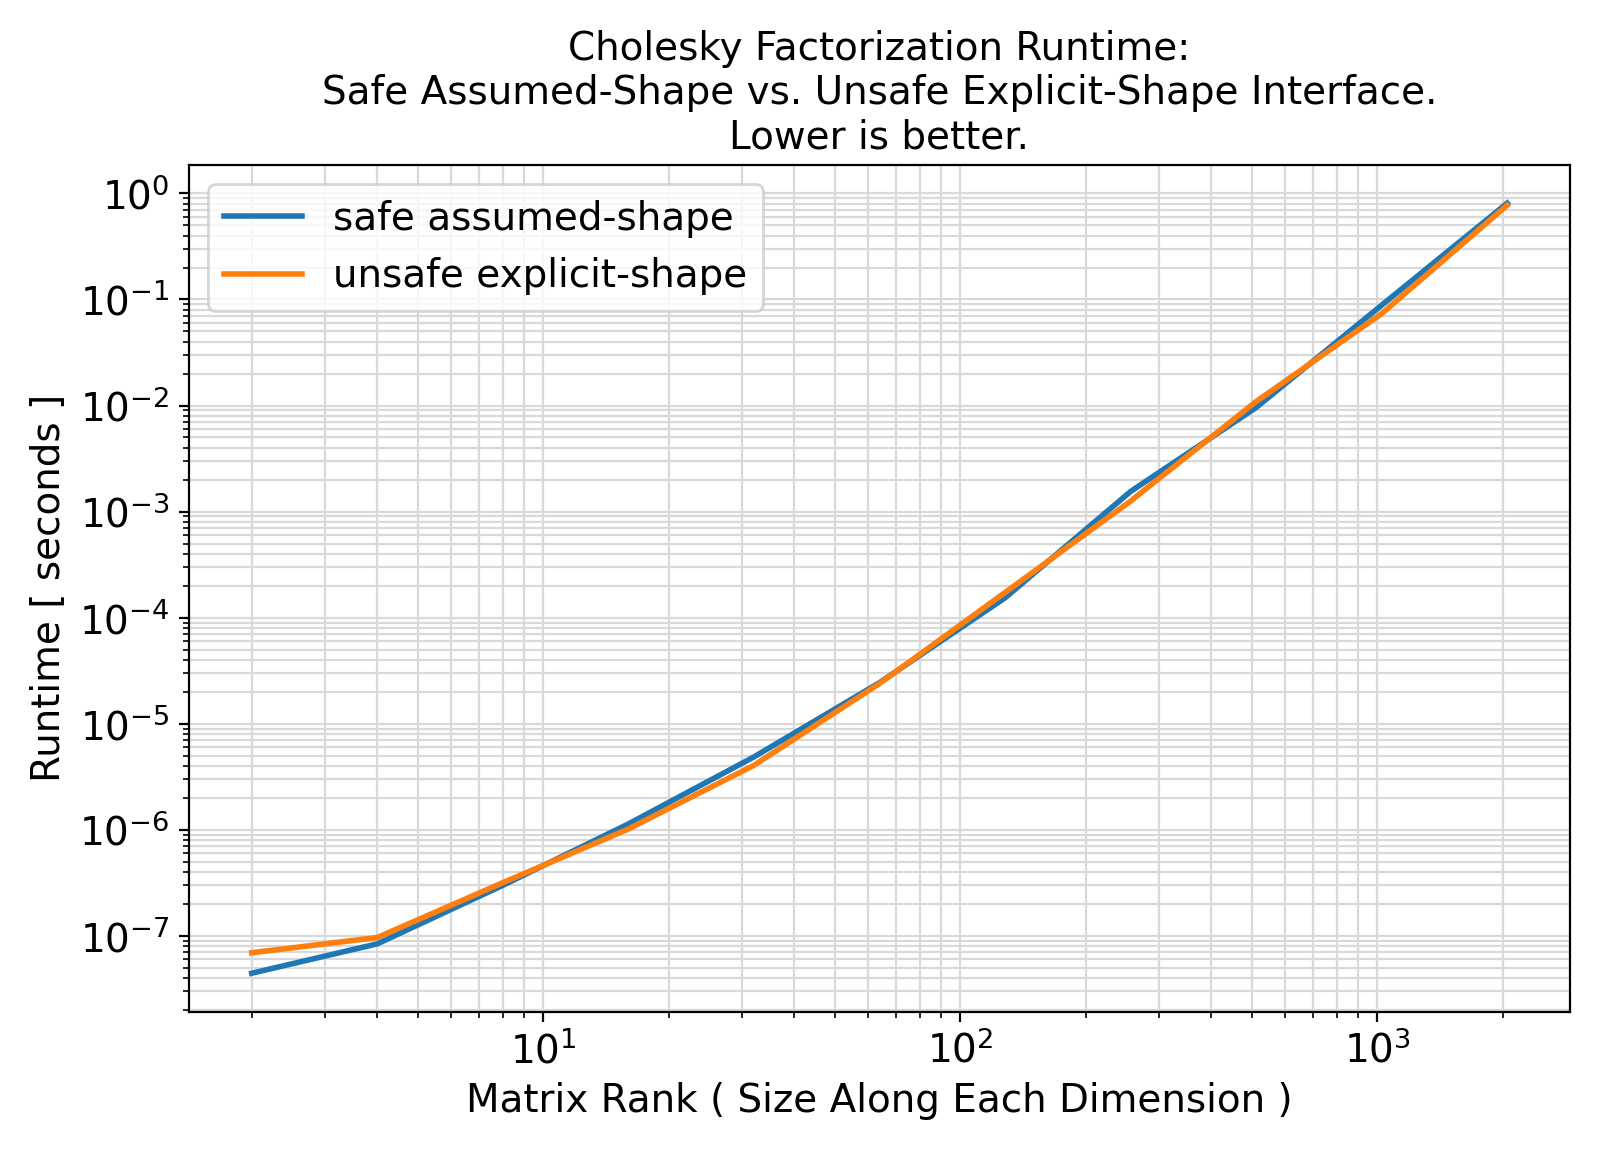 Cholesky Factorization Runtime:
Safe Assumed-Shape vs. Unsafe Explicit-Shape Interface.
Lower is better.
safe assumed-shape
unsafe explicit-shape
Runtime [ seconds ]
10⁰
10⁻¹
10⁻²
10⁻³
10⁻⁴
10⁻⁵
10⁻⁶
10⁻⁷
10¹ 10² 10³
Matrix Rank ( Size Along Each Dimension )